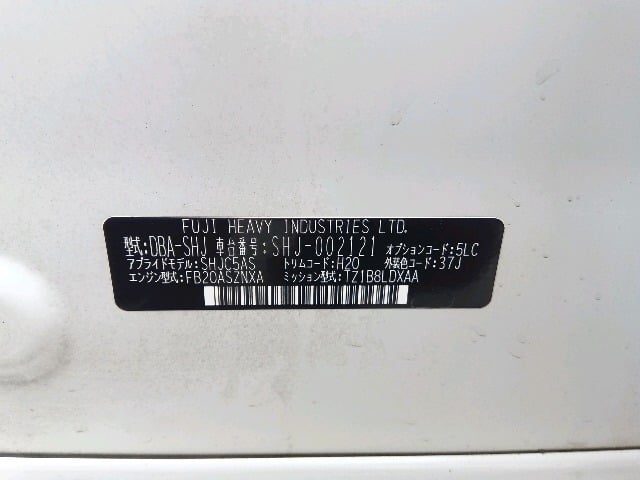 FUJI HEAVY INDUSTRIES LTD.
型式:DBA-SHJ 車台番号:SHJ-002121 オプションコード:5LC
アプライドモデル:SHJC5AS トリムコード:H20 外装色コード:37J
エンジン型式:FB20ASZNXA ミッション型式:TZ1B8LDXAA